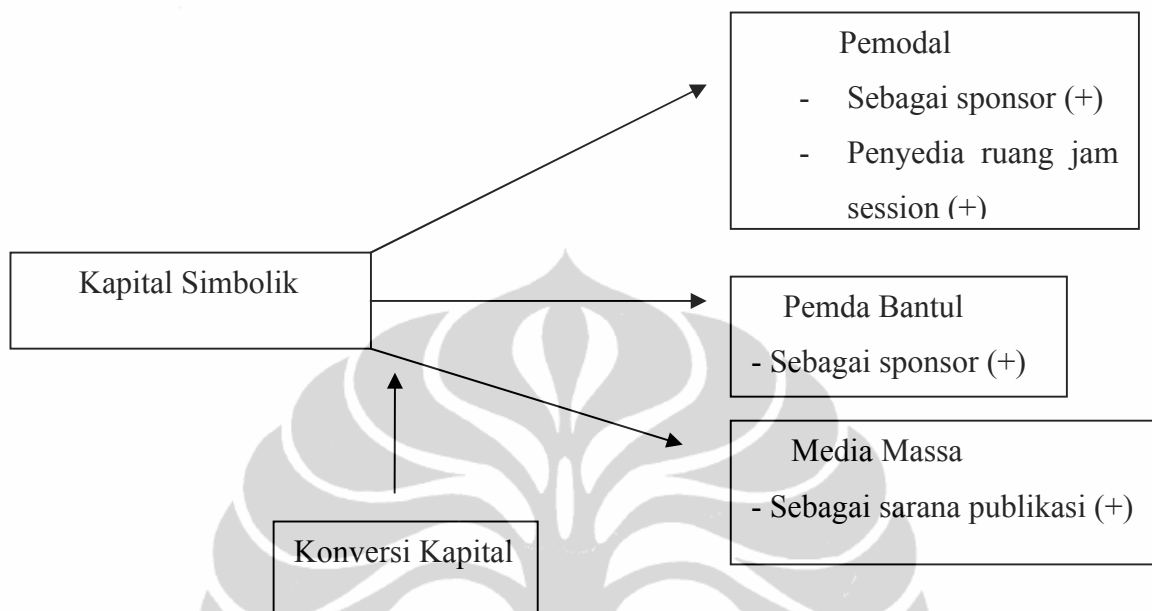 Pemodal
- Sebagai sponsor (+)
- Penyedia ruang jam
session (+)
Kapital Simbolik
Pemda Bantul
- Sebagai sponsor (+)
Media Massa
- Sebagai sarana publikasi (+)
Konversi Kapital